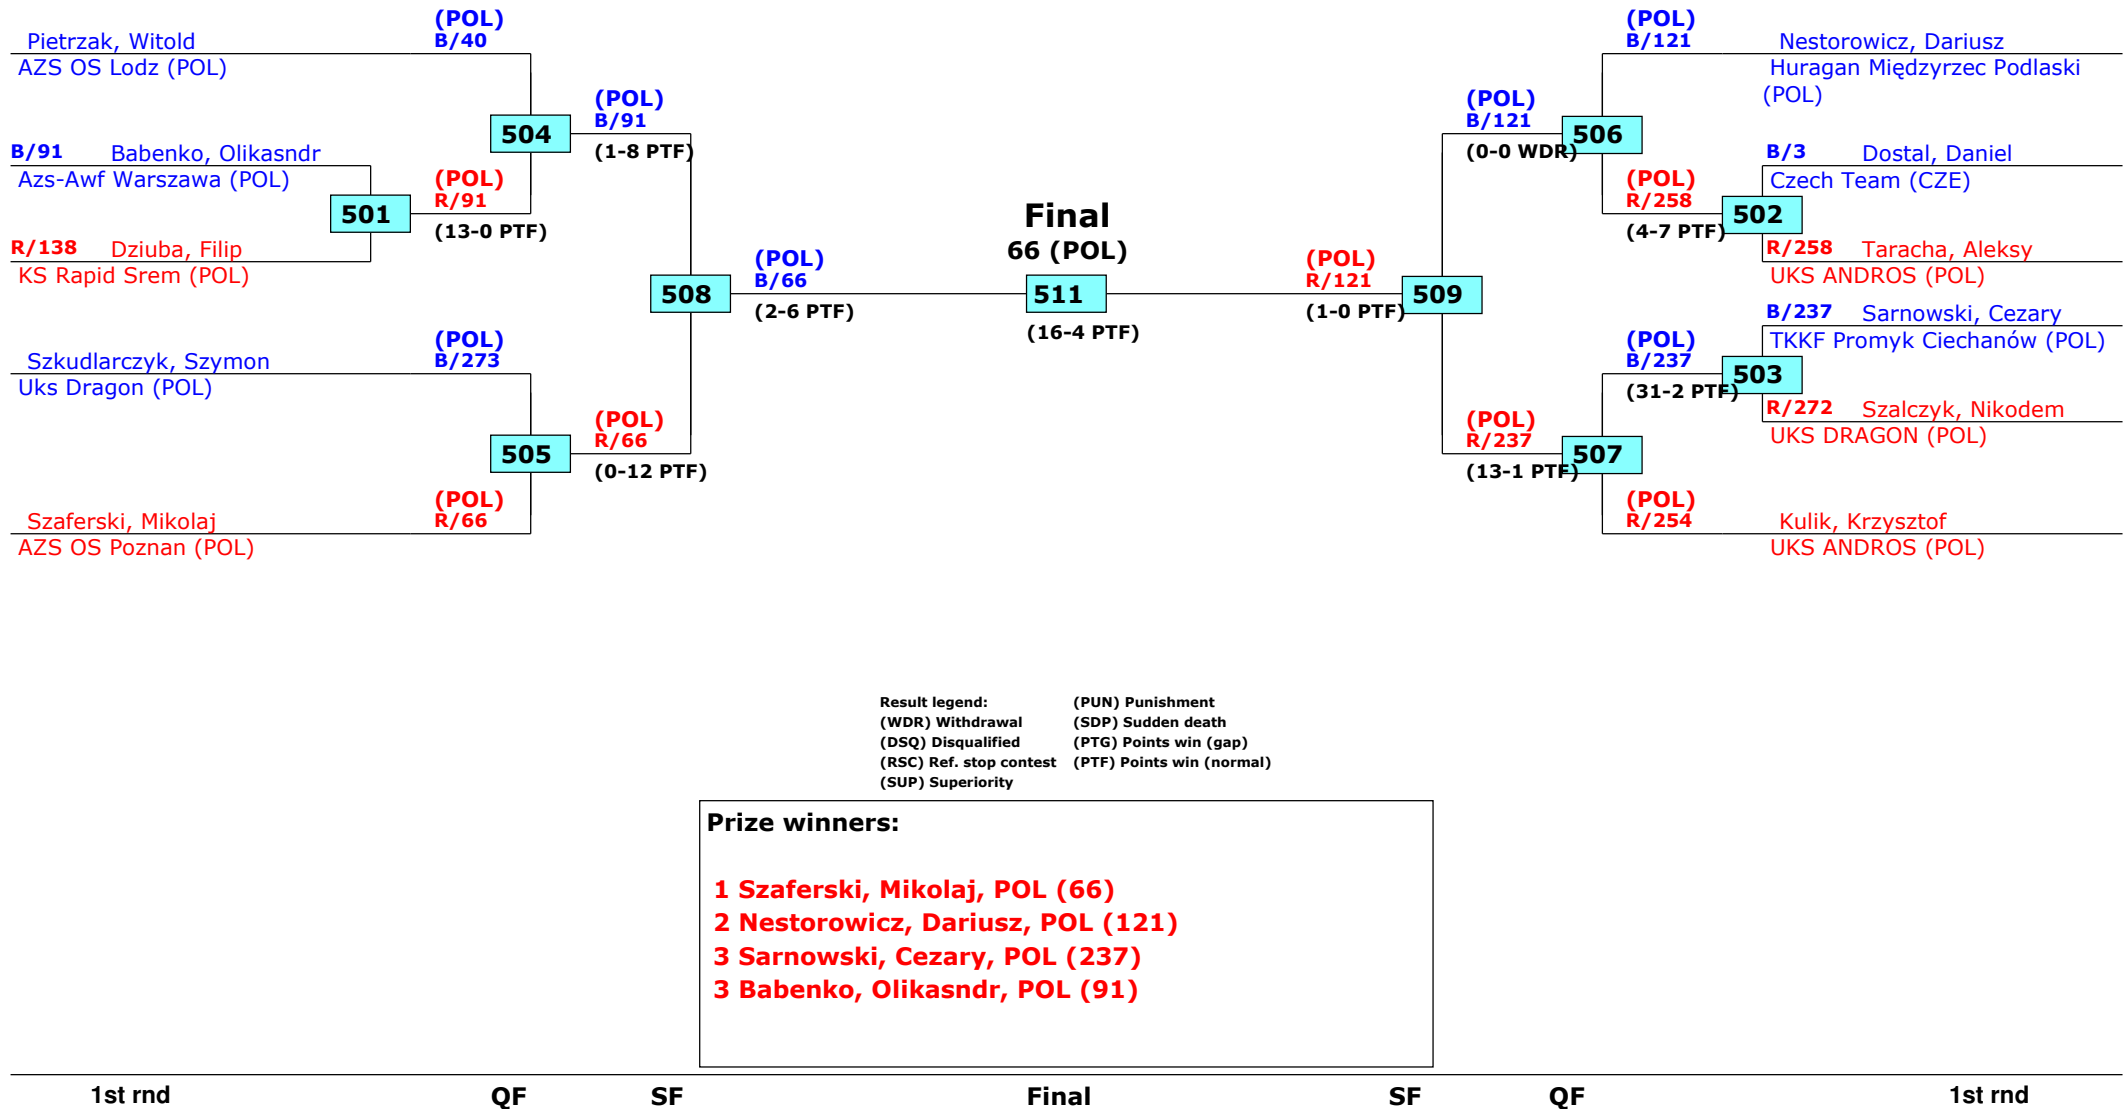 (POL)
B/40
Pietrzak, Witold
AZS OS Lodz (POL)
504
(POL)
B/91
(1-8 PTF)
B/91 Babenko, Olikasndr
Azs-Awf Warszawa (POL)
501
(POL)
R/91
(13-0 PTF)
R/138 Dziuba, Filip
KS Rapid Srem (POL)
508
(POL)
B/66
(2-6 PTF)
Szkudlarczyk, Szymon
Uks Dragon (POL)
(POL)
B/273
505
(POL)
R/66
(0-12 PTF)
Szaferski, Mikolaj
AZS OS Poznan (POL)
(POL)
R/66
Final
66 (POL)
511
(16-4 PTF)
(POL)
R/121
(1-0 PTF)
509
(POL)
B/121
(0-0 WDR)
506
(POL)
B/121
Nestorowicz, Dariusz
Huragan Międzyrzec Podlaski
(POL)
B/3 Dostal, Daniel
Czech Team (CZE)
(POL)
R/258
(4-7 PTF)
502
R/258 Taracha, Aleksy
UKS ANDROS (POL)
B/237 Sarnowski, Cezary
TKKF Promyk Ciechanów (POL)
(POL)
B/237
(31-2 PTF)
503
R/272 Szalczyk, Nikodem
UKS DRAGON (POL)
(POL)
R/237
(13-1 PTF)
507
(POL)
R/254
Kulik, Krzysztof
UKS ANDROS (POL)
Result legend: (PUN) Punishment
(WDR) Withdrawal (SDP) Sudden death
(DSQ) Disqualified (PTG) Points win (gap)
(RSC) Ref. stop contest (PTF) Points win (normal)
(SUP) Superiority
Prize winners:
1 Szaferski, Mikolaj, POL (66)
2 Nestorowicz, Dariusz, POL (121)
3 Sarnowski, Cezary, POL (237)
3 Babenko, Olikasndr, POL (91)
1st rnd QF SF Final SF QF 1st rnd